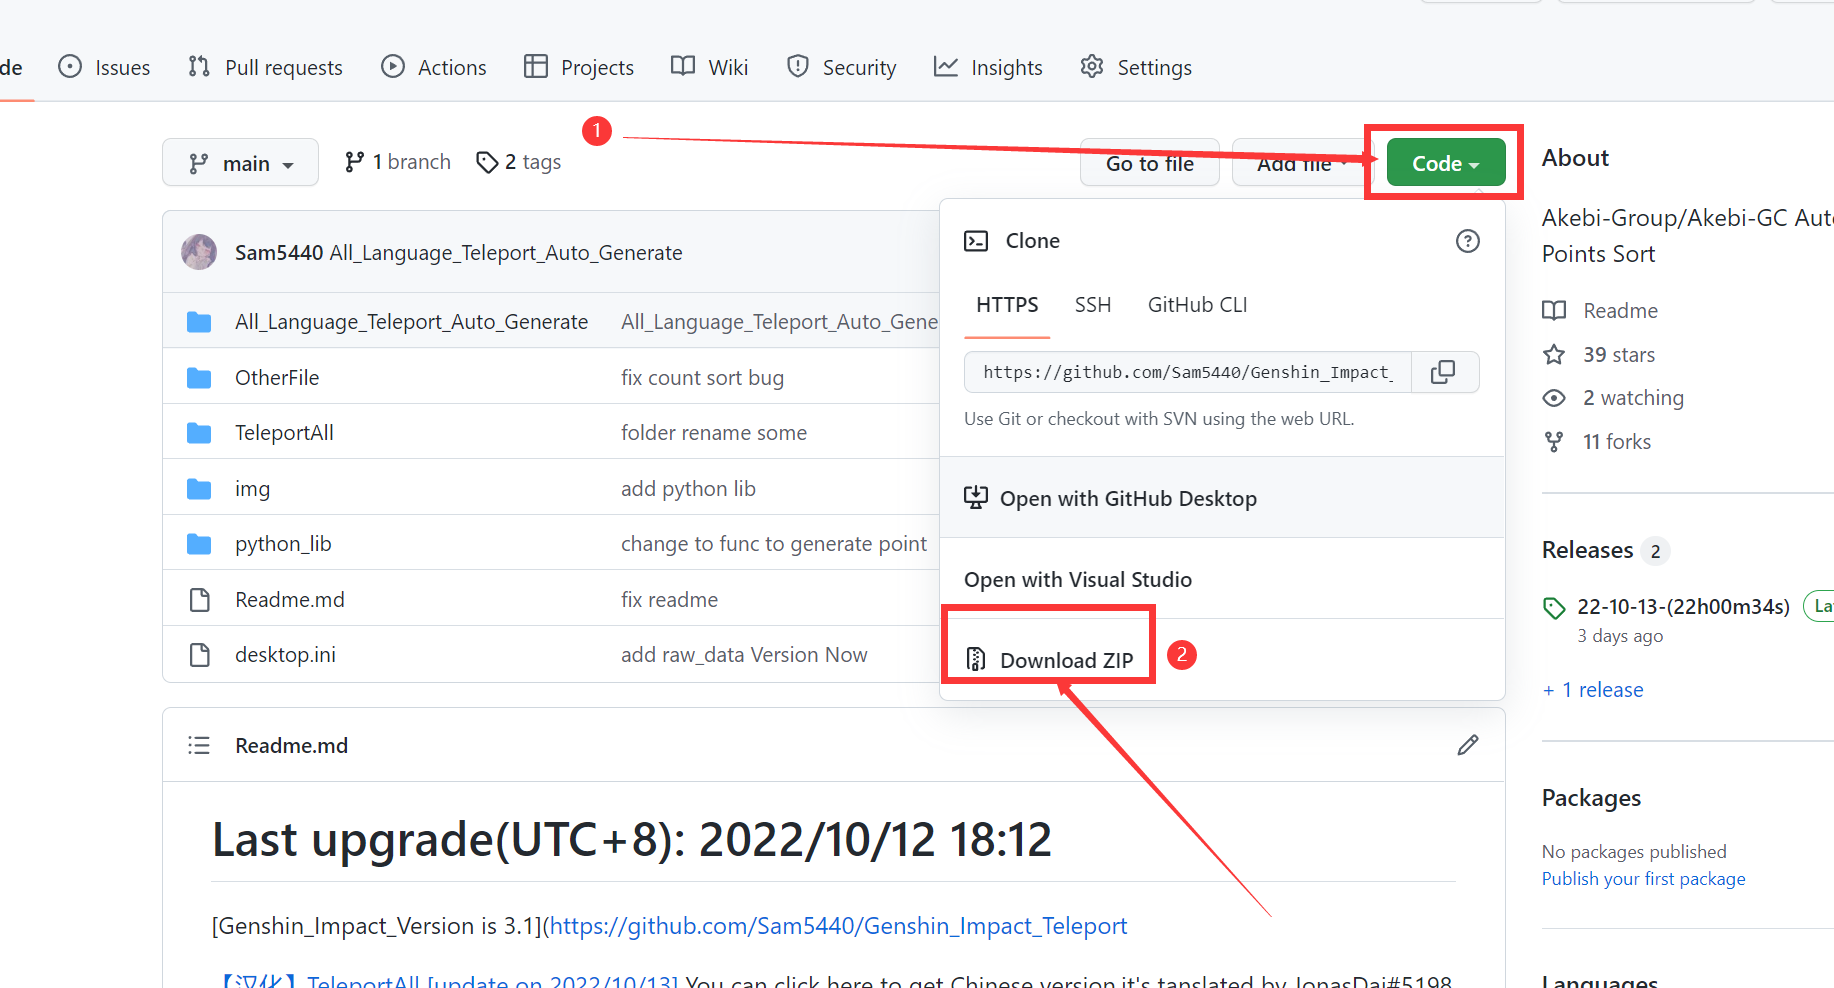 de Issues Pull requests Actions Projects Wiki Security Insights Settings
1
main 1 branch 2 tags Go to file Add file Code
Sam5440 All_Language_Teleport_Auto_Generate
All_Language_Teleport_Auto_Generate All_Language_Teleport_Auto_Gene
OtherFile fix count sort bug
TeleportAll folder rename some
img add python lib
python_lib change to func to generate point
Readme.md fix readme
desktop.ini add raw_data Version Now
Clone
HTTPS SSH GitHub CLI
https://github.com/Sam5440/Genshin_Impact_
Use Git or checkout with SVN using the web URL.
Open with GitHub Desktop
Open with Visual Studio
Download ZIP 2
Readme.md
Last upgrade(UTC+8): 2022/10/12 18:12
[Genshin_Impact_Version is 3.1](https://github.com/Sam5440/Genshin_Impact_Teleport
【汉化】TeleportAll [update on 2022/10/13] You can click here to get Chinese version,it's tanslated by JonasDai#5198
About
Akebi-Group/Akebi-GC Auto
Points Sort
Readme
39 stars
2 watching
11 forks
Releases 2
22-10-13-(22h00m34s) La
3 days ago
+ 1 release
Packages
No packages published
Publish your first package
Languages